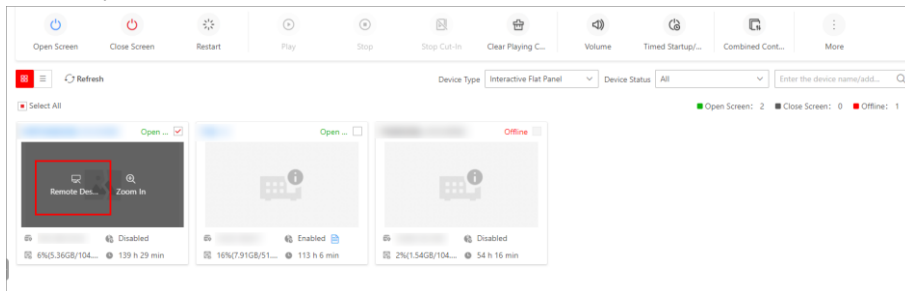 Open Screen Close Screen Restart Play Stop Stop Cut-In Clear Playing C... Volume Timed Startup/... Combined Cont... More
Refresh Device Type Interactive Flat Panel Device Status All Enter the device name/add...
Select All Open Screen: 2 Close Screen: 0 Offline: 1
Open ... Open ... Offline
Remote Des... Zoom In
Disabled Enabled Disabled
6%(5.36GB/104.... 139 h 29 min 16%(7.91GB/51.... 113 h 6 min 2%(1.54GB/104.... 54 h 16 min